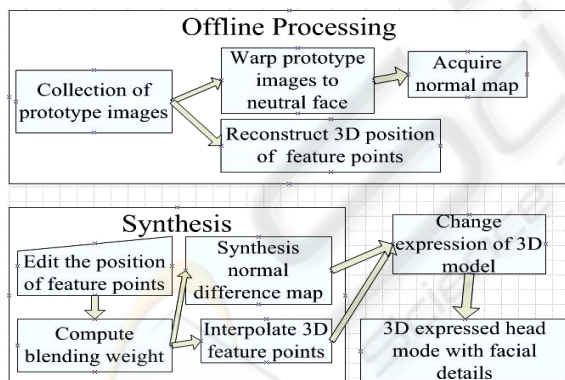 Offline Processing
Collection of
prototype images
Warp prototype
images to
neutral face
Acquire
normal map
Reconstruct 3D position
of feature points
Synthesis
Edit the position
of feature points
Compute
blending weight
Synthesis
normal
difference map
Interpolate 3D
feature points
Change
expression of 3D
model
3D expressed head
mode with facial
details